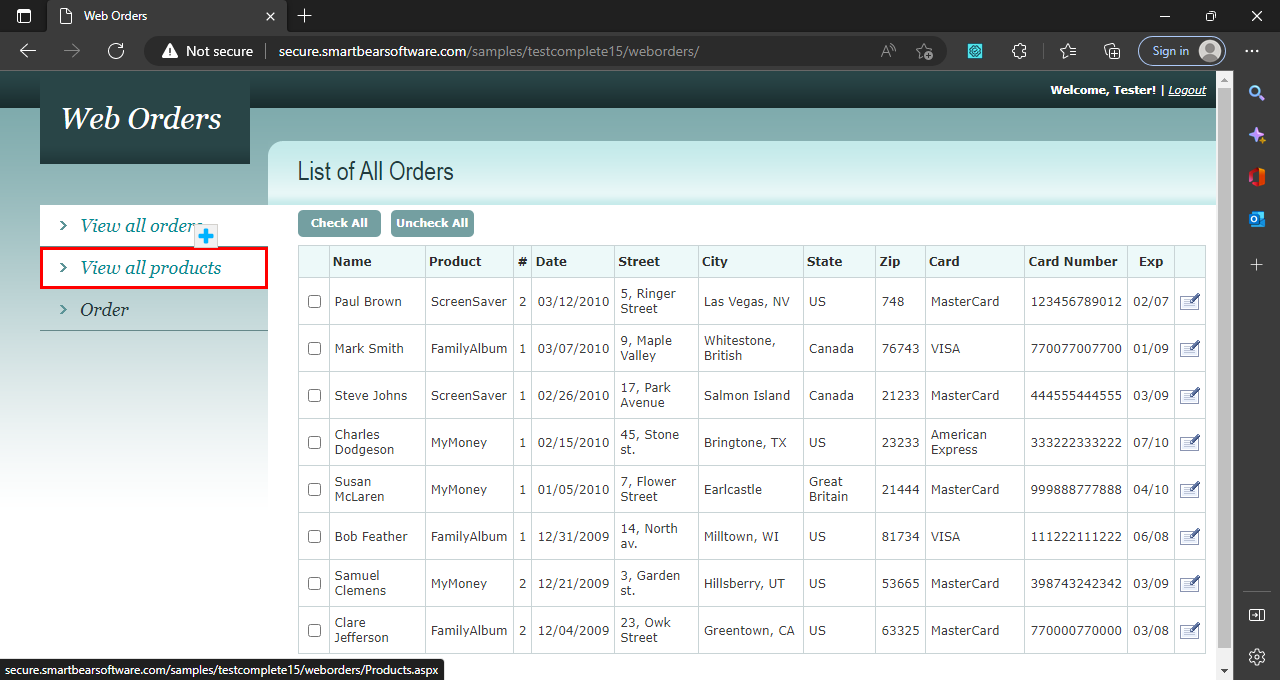 Web Orders
Not secure
secure.smartbearsoftware.com/samples/testcomplete15/weborders/
Sign in
Welcome, Tester! | Logout
Web Orders
List of All Orders
View all orders
View all products
Order
Check All Uncheck All
Name Product # Date Street City State Zip Card Card Number Exp
Paul Brown ScreenSaver 2 03/12/2010 5, Ringer Street Las Vegas, NV US 748 MasterCard 123456789012 02/07
Mark Smith FamilyAlbum 1 03/07/2010 9, Maple Valley Whitestone, British Canada 76743 VISA 770077007700 01/09
Steve Johns ScreenSaver 1 02/26/2010 17, Park Avenue Salmon Island Canada 21233 MasterCard 444555444555 03/09
Charles Dodgeson MyMoney 1 02/15/2010 45, Stone st. Bringtone, TX US 23233 American Express 333222333222 07/10
Susan McLaren MyMoney 1 01/05/2010 7, Flower Street Earlcastle Great Britain 21444 MasterCard 999888777888 04/10
Bob Feather FamilyAlbum 1 12/31/2009 14, North av. Milltown, WI US 81734 VISA 111222111222 06/08
Samuel Clemens MyMoney 2 12/21/2009 3, Garden st. Hillsberry, UT US 53665 MasterCard 398743242342 03/09
Clare Jefferson FamilyAlbum 2 12/04/2009 23, Owk Street Greentown, CA US 63325 MasterCard 770000770000 03/08
secure.smartbearsoftware.com/samples/testcomplete15/weborders/Products.aspx